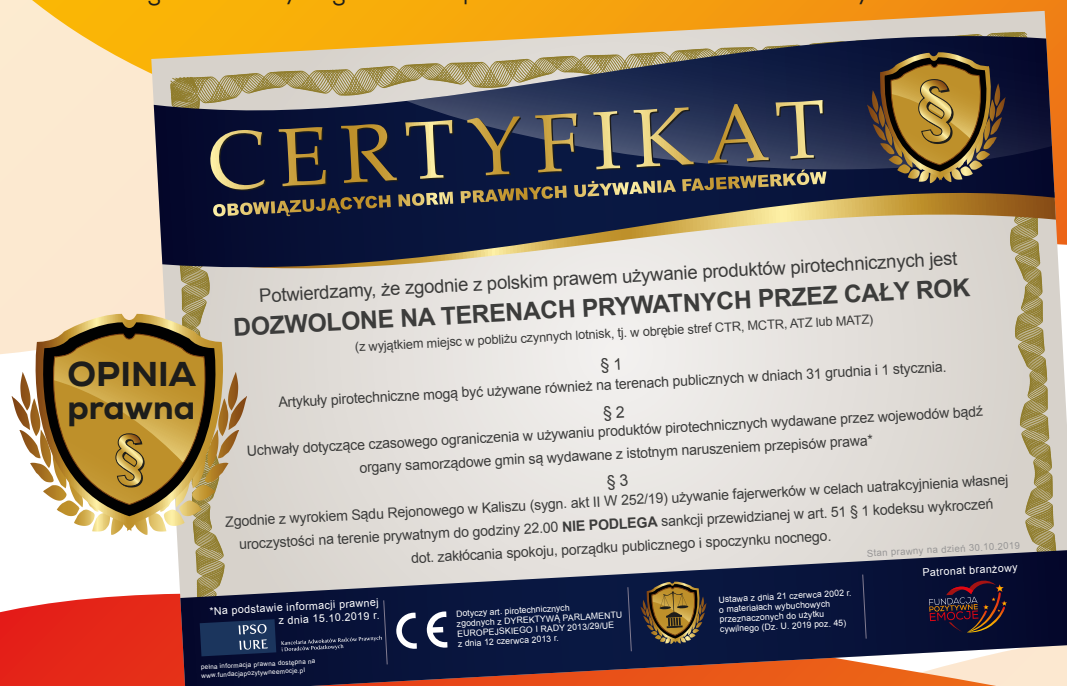 CERTYFIKAT
OBOWIĄZUJĄCYCH NORM PRAWNYCH UŻYWANIA FAJERWERKÓW
§
Potwierdzamy, że zgodnie z polskim prawem używanie produktów pirotechnicznych jest
DOZWOLONE NA TERENACH PRYWATNYCH PRZEZ CAŁY ROK
(z wyjątkiem miejsc w pobliżu czynnych lotnisk, tj. w obrębie stref CTR, MCTR, ATZ lub MATZ)
§ 1
Artykuły pirotechniczne mogą być używane również na terenach publicznych w dniach 31 grudnia i 1 stycznia.
§ 2
Uchwały dotyczące czasowego ograniczenia w używaniu produktów pirotechnicznych wydawane przez wojewodów bądź
organy samorządowe gmin są wydawane z istotnym naruszeniem przepisów prawa*
§ 3
Zgodnie z wyrokiem Sądu Rejonowego w Kaliszu (sygn. akt II W 252/19) używanie fajerwerków w celach uatrakcyjnienia własnej
uroczystości na terenie prywatnym do godziny 22.00 NIE PODLEGA sankcji przewidzianej w art. 51 § 1 kodeksu wykroczeń
dot. zakłócania spokoju, porządku publicznego i spoczynku nocnego.
Stan prawny na dzień 30.10.2019
OPINIA
prawna
§
*Na podstawie informacji prawnej
z dnia 15.10.2019 r.
IPSO
IURE
Kancelaria Adwokatów Radców Prawnych
i Doradców Podatkowych
pełna informacja prawna dostępna na
www.fundacjapozytywneemocje.pl
CE
Dotyczy art. pirotechnicznych
zgodnych z DYREKTYWĄ PARLAMENTU
EUROPEJSKIEGO I RADY 2013/29/UE
z dnia 12 czerwca 2013 r.
Ustawa z dnia 21 czerwca 2002 r.
o materiałach wybuchowych
przeznaczonych do użytku
cywilnego (Dz. U. 2019 poz. 45)
Patronat branżowy
FUNDACJA
POZYTYWNE
EMOCJE